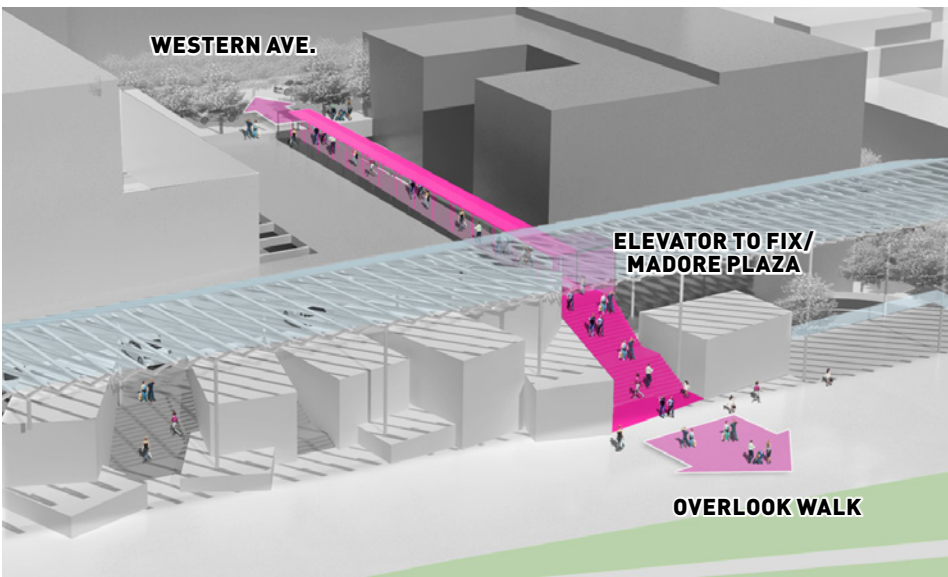 WESTERN AVE.
ELEVATOR TO FIX/
MADORE PLAZA
OVERLOOK WALK